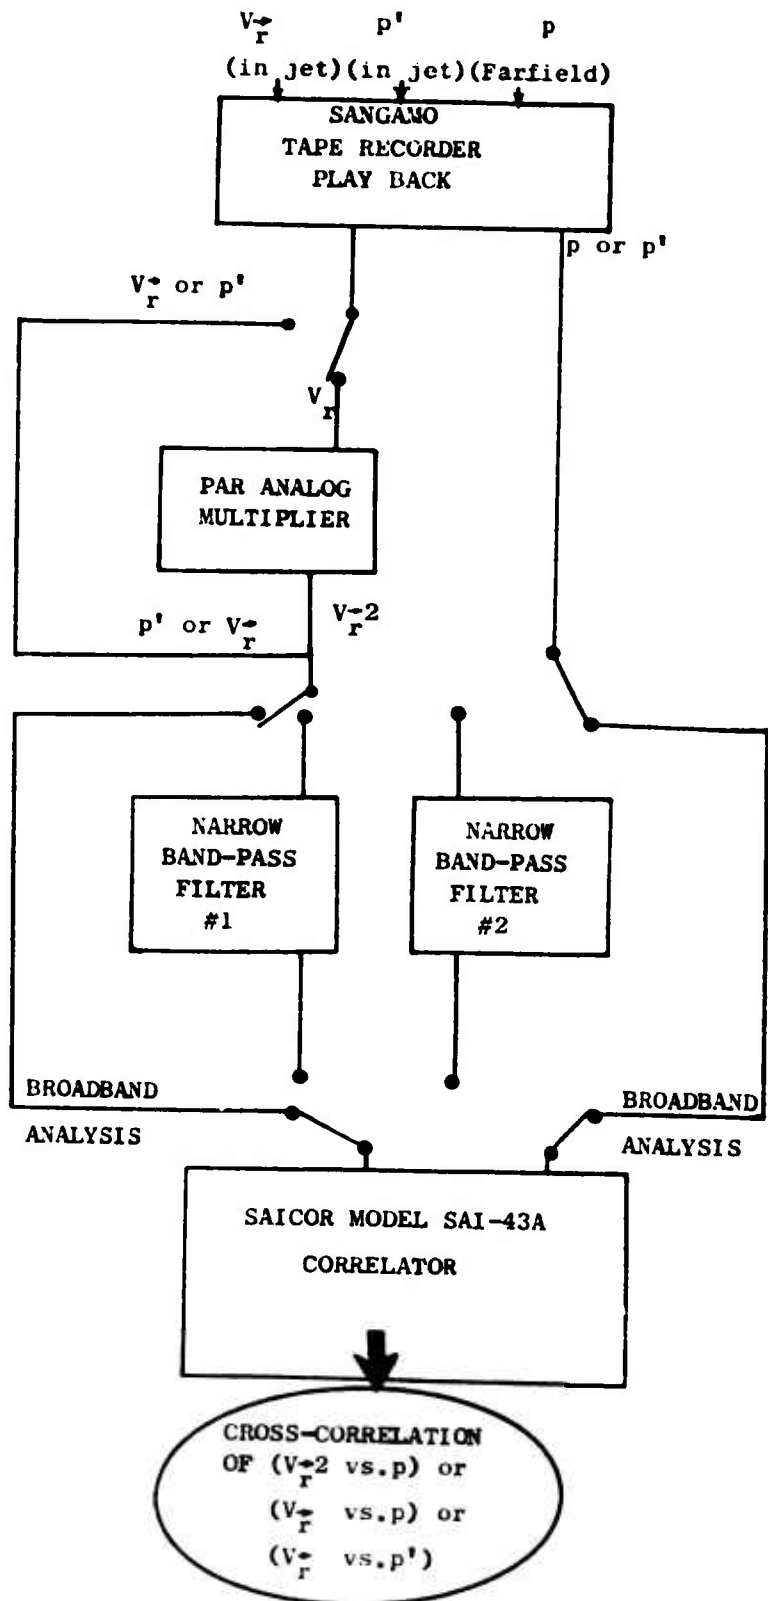 V⃗r p' p
(in jet)(in jet)(Farfield)
SANGAMO
TAPE RECORDER
PLAY BACK
p or p'
V⃗r or p'
Vr
PAR ANALOG
MULTIPLIER
p' or V⃗r
V⃗r2
NARROW
BAND-PASS
FILTER
#1
NARROW
BAND-PASS
FILTER
#2
BROADBAND
ANALYSIS
BROADBAND
ANALYSIS
SAICOR MODEL SAI-43A
CORRELATOR
CROSS-CORRELATION
OF (V⃗r2 vs.p) or
(V⃗r vs.p) or
(V⃗r vs.p')